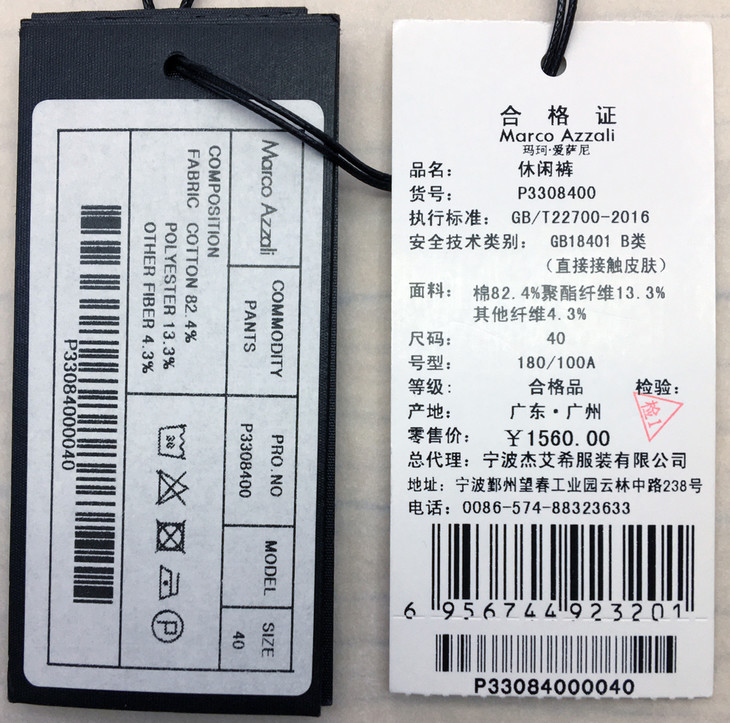 Marco Azzali
COMMODITY
PANTS
PRO.NO
P3308400
MODEL
SIZE
40
COMPOSITION
FABRIC COTTON 82.4%
POLYESTER 13.3%
OTHER FIBER 4.3%
30
P
P33084000040
合格证
Marco Azzali
玛珂·爱萨尼
品名： 休闲裤
货号： P3308400
执行标准： GB/T22700-2016
安全技术类别： GB18401 B类
（直接接触皮肤）
面料： 棉82.4%聚酯纤维13.3%
其他纤维4.3%
尺码： 40
号型： 180/100A
等级： 合格品 检验：
检1
产地： 广东·广州
零售价： ￥1560.00
总代理：宁波杰艾希服装有限公司
地址：宁波鄞州望春工业园云林中路238号
电话：0086-574-88323633
6 956744 923201
P33084000040